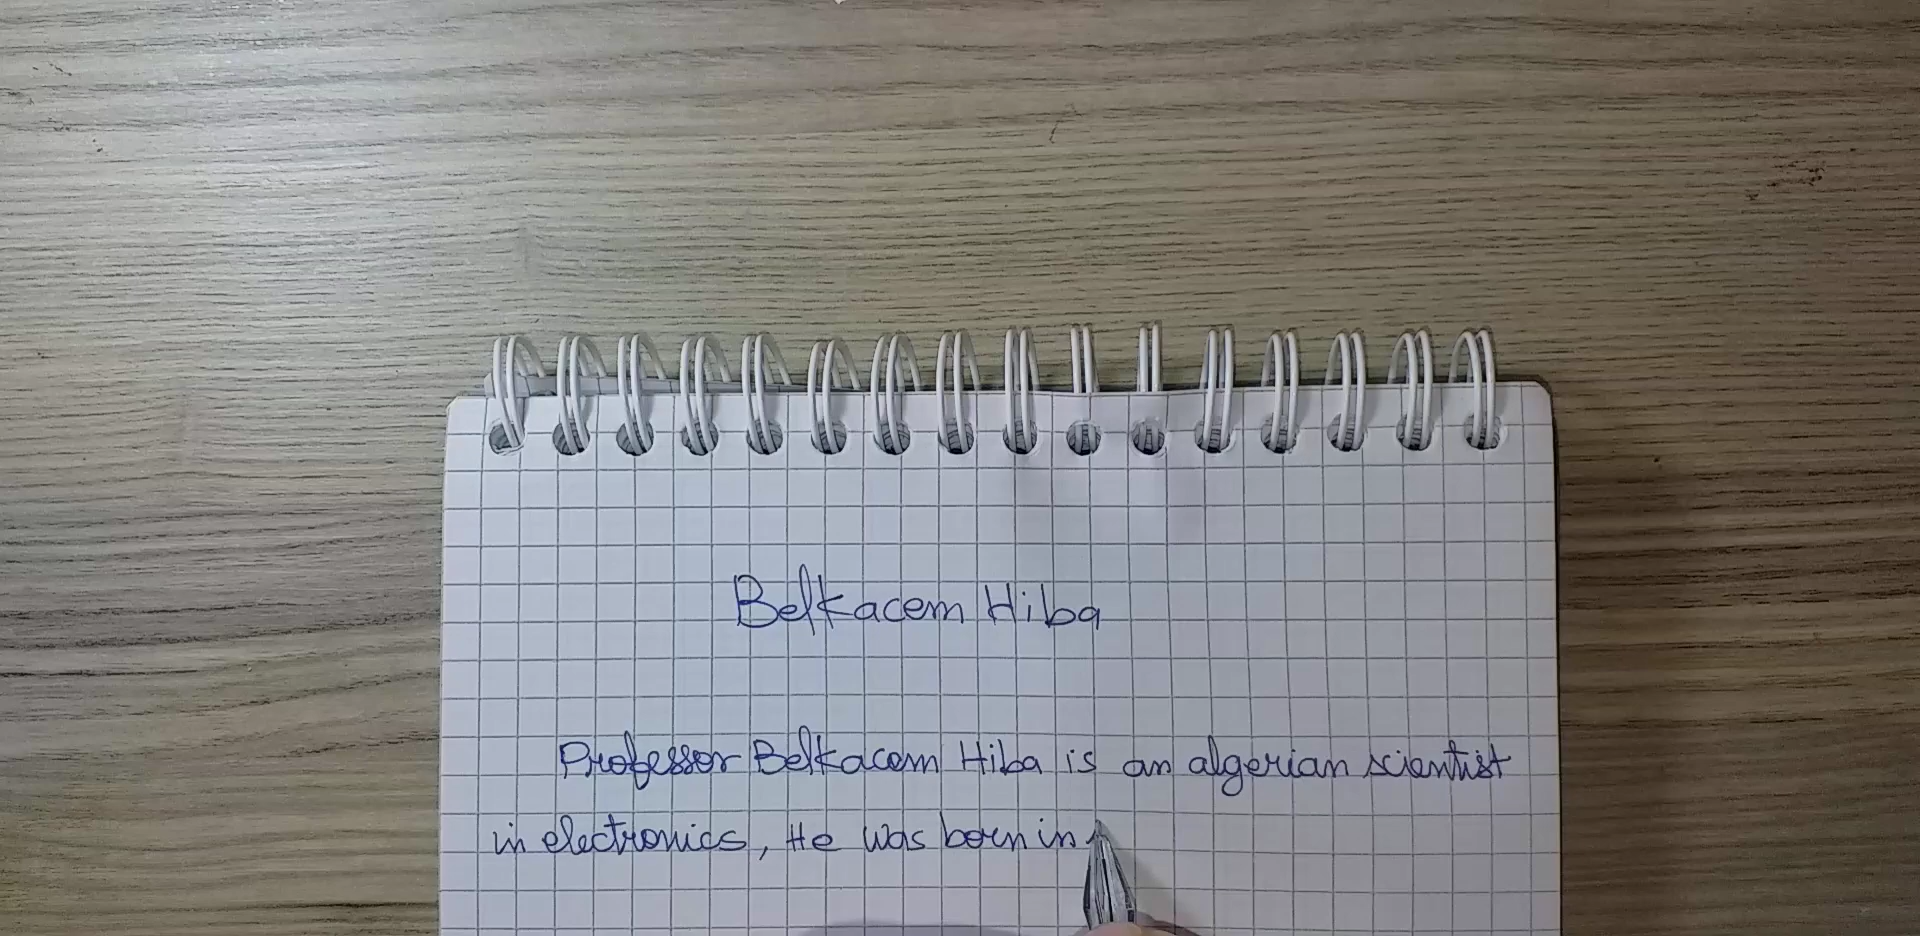 Belkacem Hiba
Professor Belkacem Hiba is an algerian scientist
in electronics, He was born in